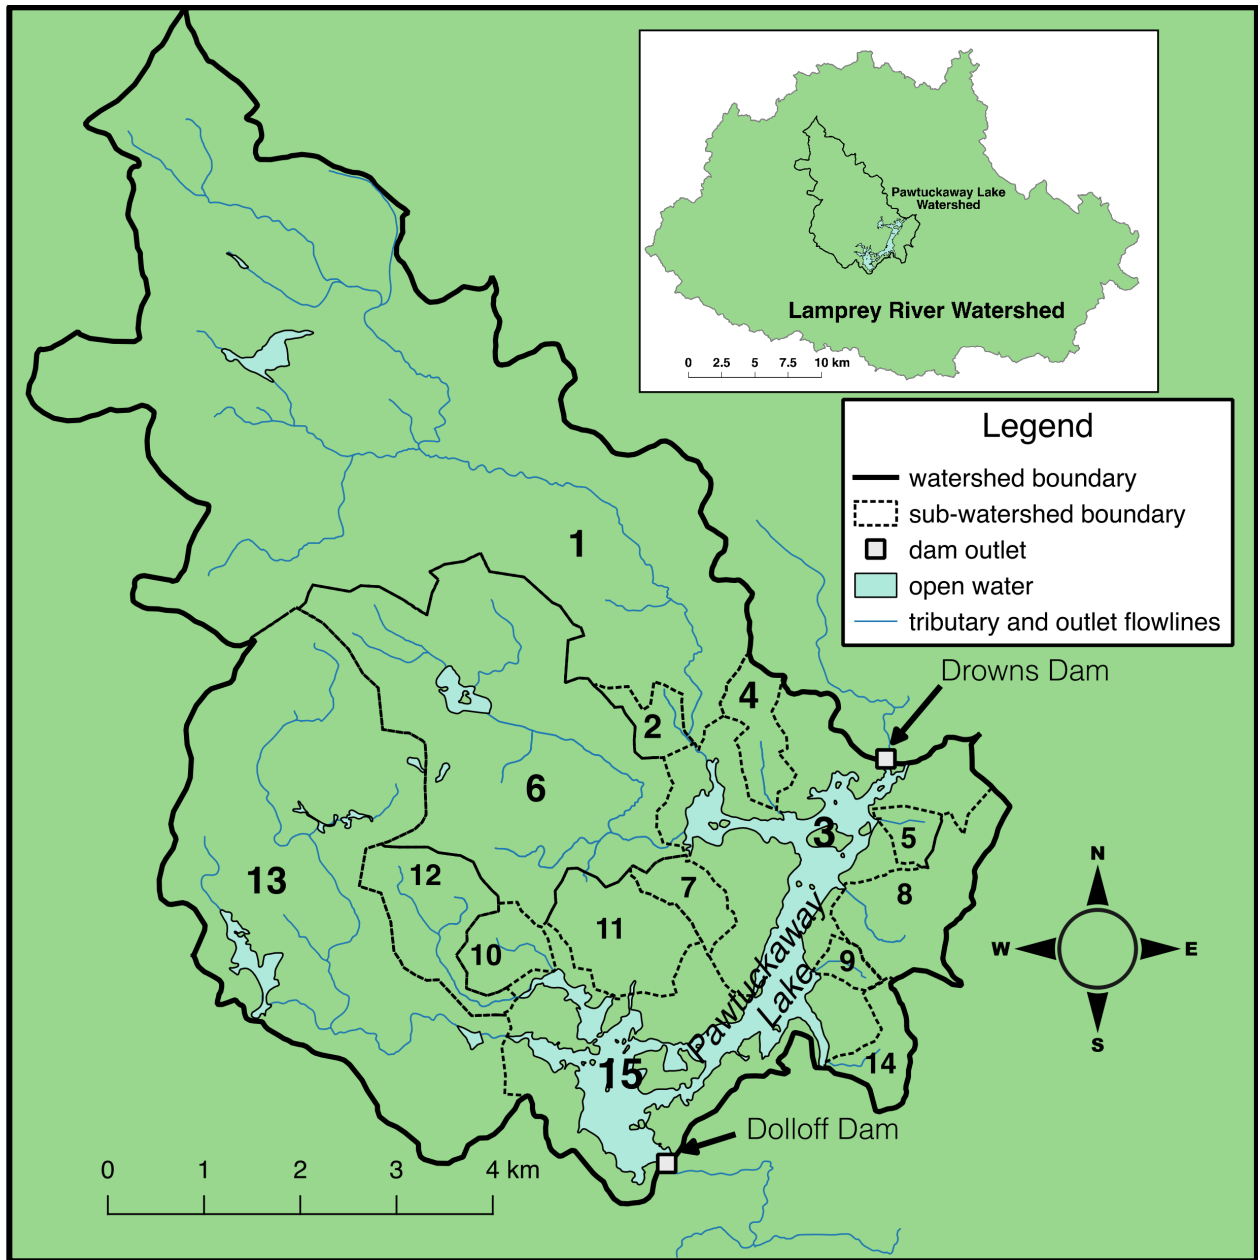 Pawtuckaway Lake
Watershed
Lamprey River Watershed
0 2.5 5 7.5 10 km
Legend
watershed boundary
sub-watershed boundary
dam outlet
open water
tributary and outlet flowlines
1
Drowns Dam
4
2
6
3
5
13
12
7
8
11
10
9
Pawtuckaway
Lake
N
W
E
S
15
14
Dolloff Dam
0 1 2 3 4 km